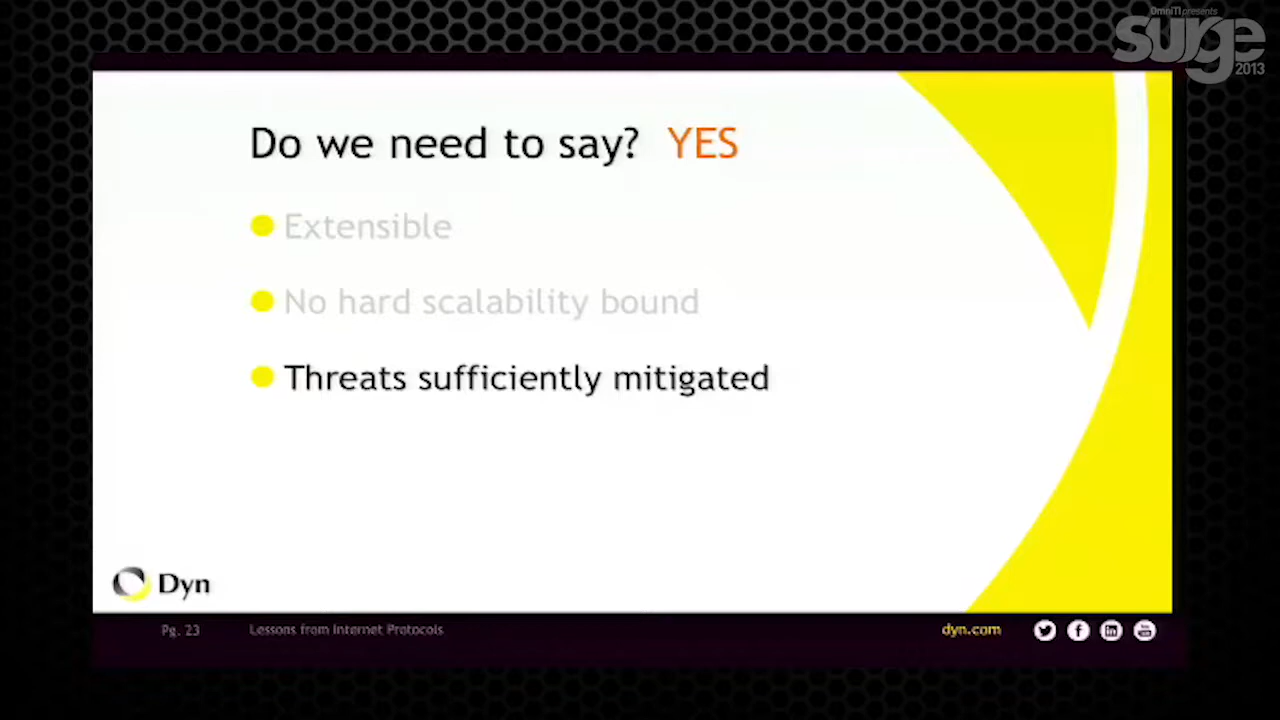 OmniTI presents
surge
2013
Do we need to say? YES
Extensible
No hard scalability bound
Threats sufficiently mitigated
Dyn
Pg. 23
Lessons from Internet Protocols
dyn.com